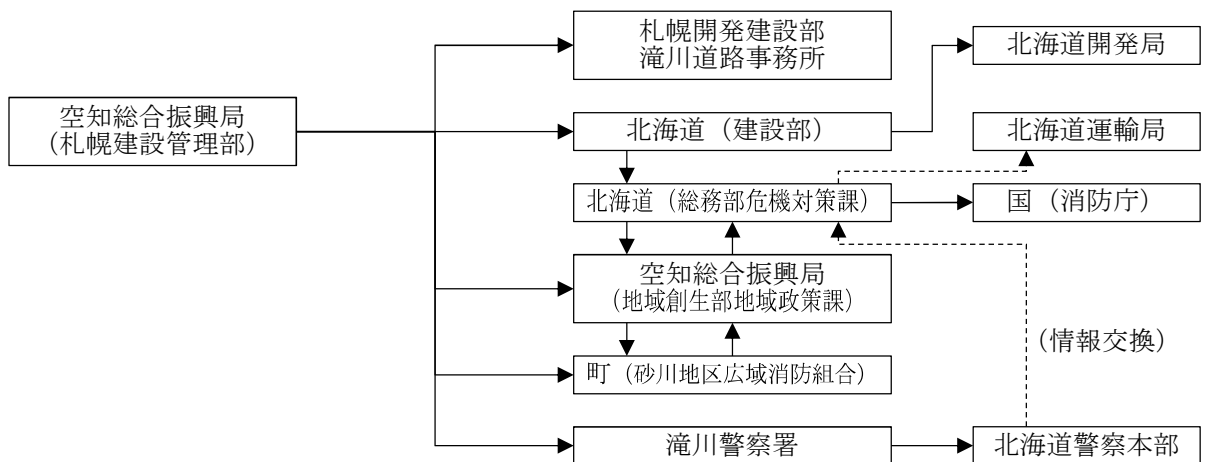 札幌開発建設部
滝川道路事務所
北海道開発局
空知総合振興局
（札幌建設管理部）
北海道（建設部）
北海道運輸局
北海道（総務部危機対策課）
国（消防庁）
空知総合振興局
（地域創生部地域政策課）
（情報交換）
町（砂川地区広域消防組合）
滝川警察署
北海道警察本部